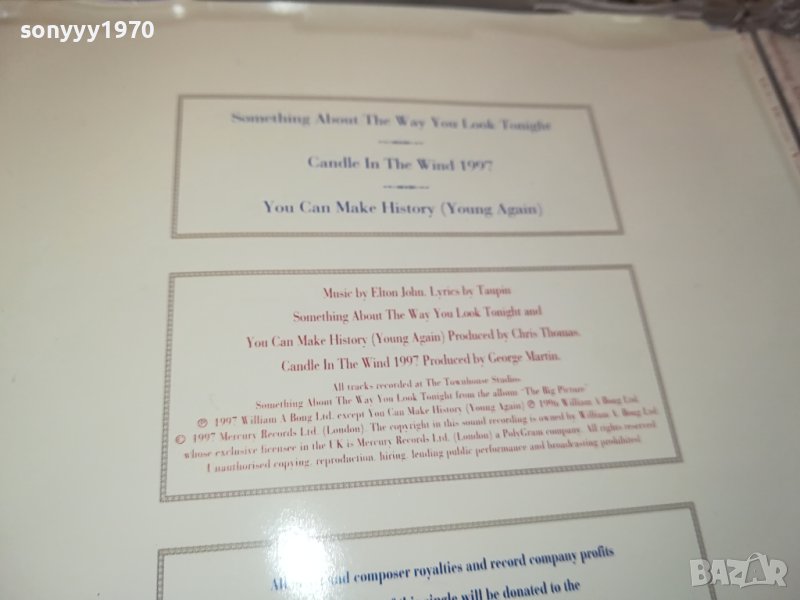 sonyyy1970
Something About The Way You Look Tonight
Candle In The Wind 1997
You Can Make History (Young Again)
Music by Elton John. Lyrics by Taupin
Something About The Way You Look Tonight and
You Can Make History (Young Again) Produced by Chris Thomas.
Candle In The Wind 1997 Produced by George Martin.
All tracks recorded at The Townhouse Studios.
Something About The Way You Look Tonight from the album "The Big Picture"
℗ 1997 William A Bong Ltd. except You Can Make History (Young Again) ℗ 1996 William A Bong Ltd.
© 1997 Mercury Records Ltd. (London). The copyright in this sound recording is owned by William A. Bong Ltd
whose exclusive licensee in the UK is Mercury Records Ltd. (London) a PolyGram company. All rights reserved.
Unauthorised copying, reproduction, hiring, lending public performance and broadcasting prohibited.
and composer royalties and record company profits
this single will be donated to the
BAZAR